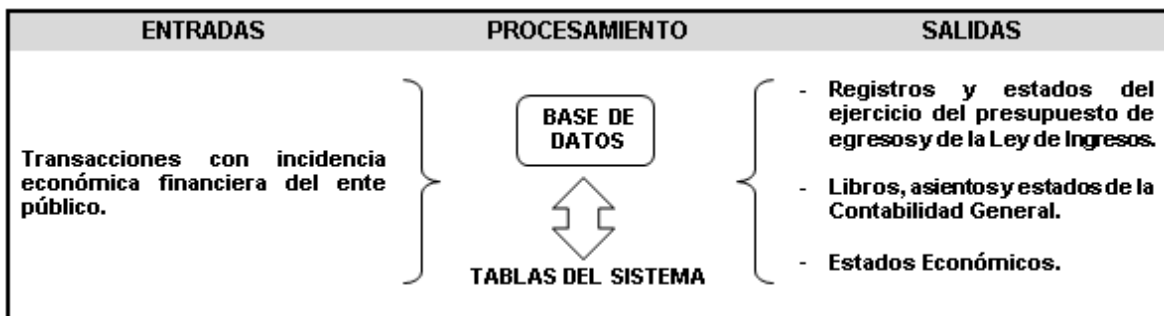 ENTRADAS
PROCESAMIENTO
SALIDAS
Transacciones con incidencia
económica financiera del ente
público.
BASE DE
DATOS
TABLAS DEL SISTEMA
- Registros y estados del
ejercicio del presupuesto de
egresos y de la Ley de Ingresos.
- Libros, asientos y estados de la
Contabilidad General.
- Estados Económicos.